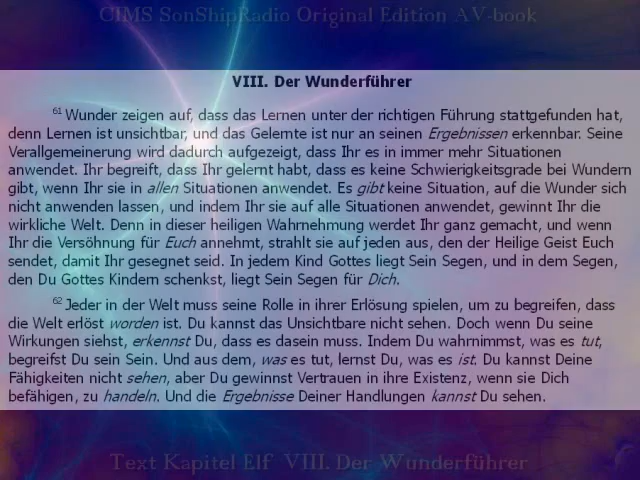 CIMS SonShipRadio Original Edition AV-book
VIII. Der Wunderführer
61 Wunder zeigen auf, dass das Lernen unter der richtigen Führung stattgefunden hat,
denn Lernen ist unsichtbar, und das Gelernte ist nur an seinen Ergebnissen erkennbar. Seine
Verallgemeinerung wird dadurch aufgezeigt, dass Ihr es in immer mehr Situationen
anwendet. Ihr begreift, dass Ihr gelernt habt, dass es keine Schwierigkeitsgrade bei Wundern
gibt, wenn Ihr sie in allen Situationen anwendet. Es gibt keine Situation, auf die Wunder sich
nicht anwenden lassen, und indem Ihr sie auf alle Situationen anwendet, gewinnt Ihr die
wirkliche Welt. Denn in dieser heiligen Wahrnehmung werdet Ihr ganz gemacht, und wenn
Ihr die Versöhnung für Euch annehmt, strahlt sie auf jeden aus, den der Heilige Geist Euch
sendet, damit Ihr gesegnet seid. In jedem Kind Gottes liegt Sein Segen, und in dem Segen,
den Du Gottes Kindern schenkst, liegt Sein Segen für Dich.
62 Jeder in der Welt muss seine Rolle in ihrer Erlösung spielen, um zu begreifen, dass
die Welt erlöst worden ist. Du kannst das Unsichtbare nicht sehen. Doch wenn Du seine
Wirkungen siehst, erkennst Du, dass es dasein muss. Indem Du wahrnimmst, was es tut,
begreifst Du sein Sein. Und aus dem, was es tut, lernst Du, was es ist. Du kannst Deine
Fähigkeiten nicht sehen, aber Du gewinnst Vertrauen in ihre Existenz, wenn sie Dich
befähigen, zu handeln. Und die Ergebnisse Deiner Handlungen kannst Du sehen.
Text Kapitel Elf VIII. Der Wunderführer